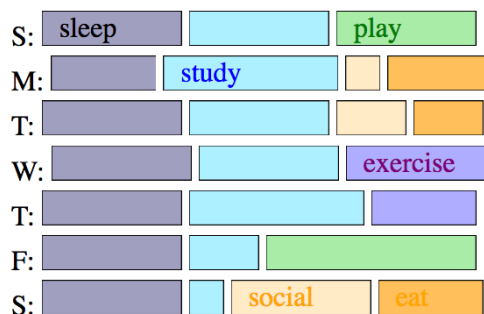 S: sleep play
M: study
T:
W: exercise
T:
F:
S: social eat